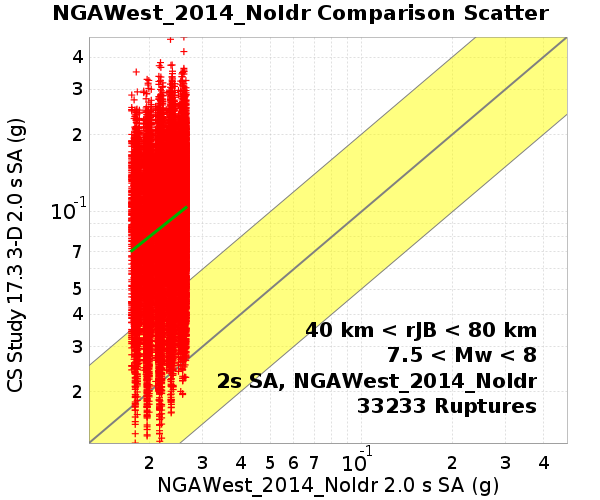 NGAWest_2014_NoIdr Comparison Scatter
CS Study 17.3 3-D 2.0 s SA (g)
4
3
2
10-1
7
5
4
3
2
40 km < rJB < 80 km
7.5 < Mw < 8
2s SA, NGAWest_2014_NoIdr
33233 Ruptures
2 3 4 5 6 7 10-1 2 3 4
NGAWest_2014_NoIdr 2.0 s SA (g)